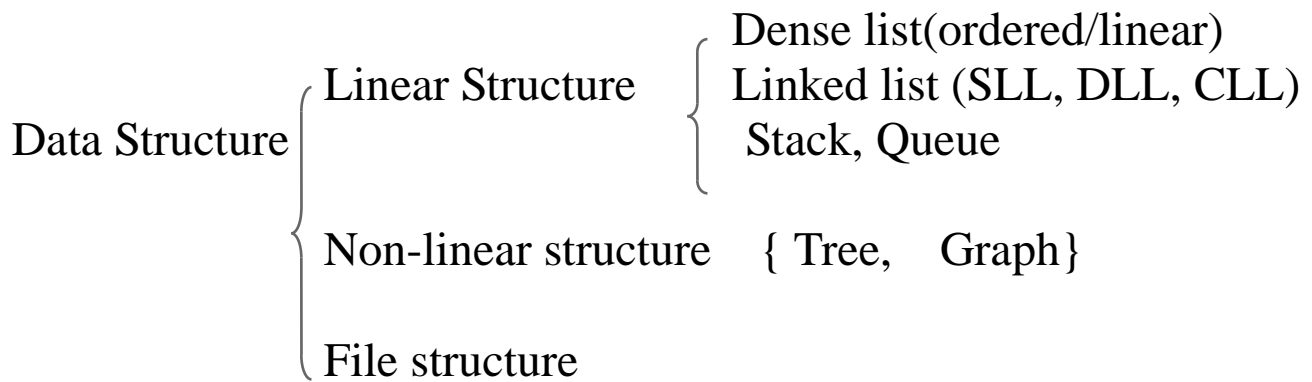 Dense list(ordered/linear)
Linear Structure Linked list (SLL, DLL, CLL)
Data Structure Stack, Queue
Non-linear structure { Tree, Graph}
File structure